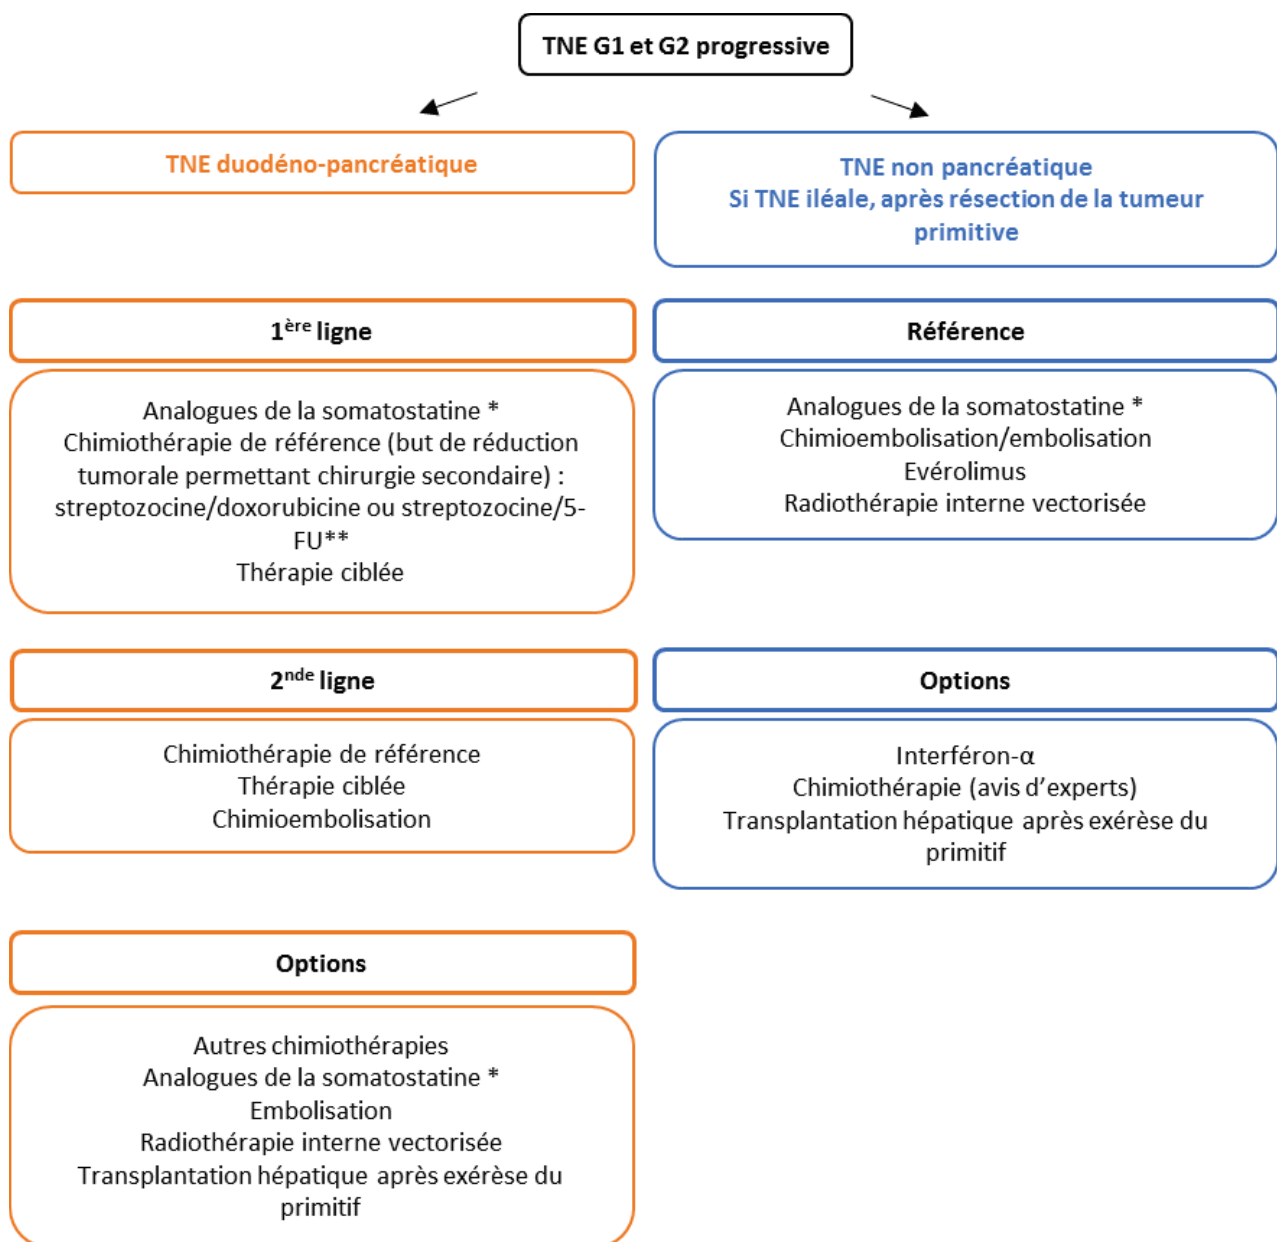 TNE G1 et G2 progressive
TNE duodéno-pancréatique
TNE non pancréatique
Si TNE iléale, après résection de la tumeur
primitive
1ère ligne
Analogues de la somatostatine *
Chimiothérapie de référence (but de réduction
tumorale permettant chirurgie secondaire) :
streptozocine/doxorubicine ou streptozocine/5-
FU**
Thérapie ciblée
Référence
Analogues de la somatostatine *
Chimioembolisation/embolisation
Evérolimus
Radiothérapie interne vectorisée
2nde ligne
Chimiothérapie de référence
Thérapie ciblée
Chimioembolisation
Options
Interféron-α
Chimiothérapie (avis d’experts)
Transplantation hépatique après exérèse du
primitif
Options
Autres chimiothérapies
Analogues de la somatostatine *
Embolisation
Radiothérapie interne vectorisée
Transplantation hépatique après exérèse du
primitif